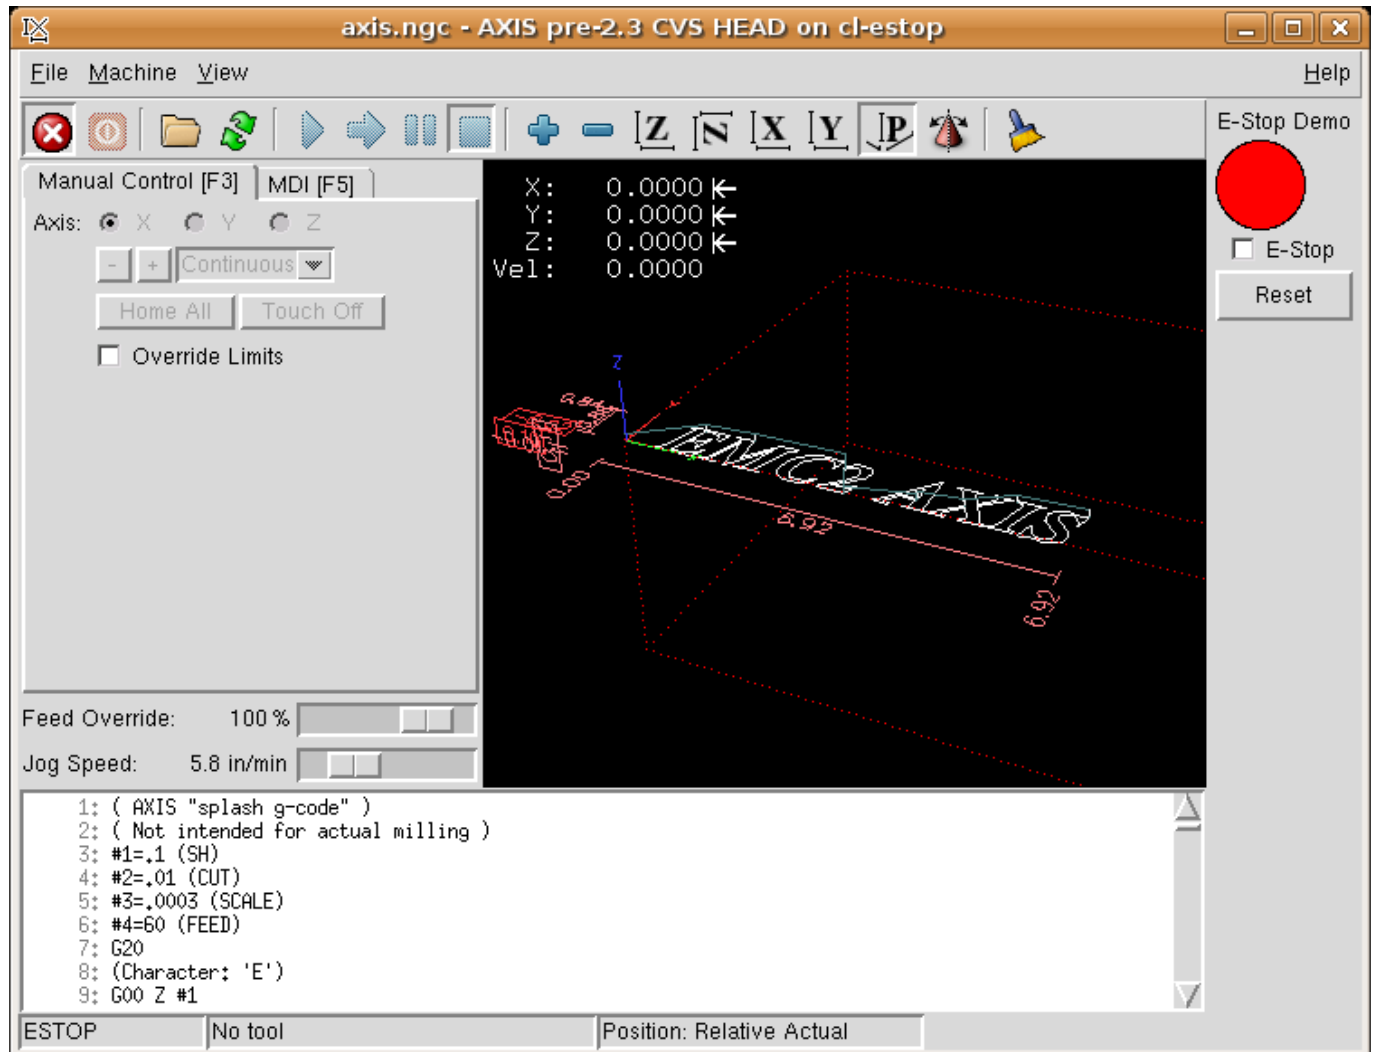 axis.ngc - AXIS pre-2.3 CVS HEAD on cl-estop
File Machine View Help
Z N X Y P
E-Stop Demo
E-Stop
Reset
Manual Control [F3] MDI [F5]
Axis: X Y Z
- + Continuous
Home All Touch Off
Override Limits
X: 0.0000
Y: 0.0000
Z: 0.0000
Vel: 0.0000
Z
EMC2 AXIS
0.00
6.92
6.92
Feed Override: 100 %
Jog Speed: 5.8 in/min
1: ( AXIS "splash g-code" )
2: ( Not intended for actual milling )
3: #1=.1 (SH)
4: #2=.01 (CUT)
5: #3=.0003 (SCALE)
6: #4=60 (FEED)
7: G20
8: (Character: 'E')
9: G00 Z #1
ESTOP No tool Position: Relative Actual